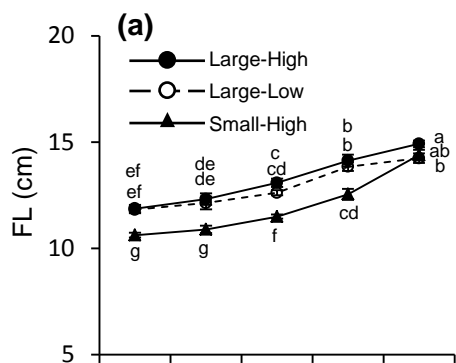 20
(a)
Large-High
Large-Low
Small-High
15
10
5
FL (cm)
ef
ef
g
de
de
g
c
cd
f
b
b
cd
a
ab
b